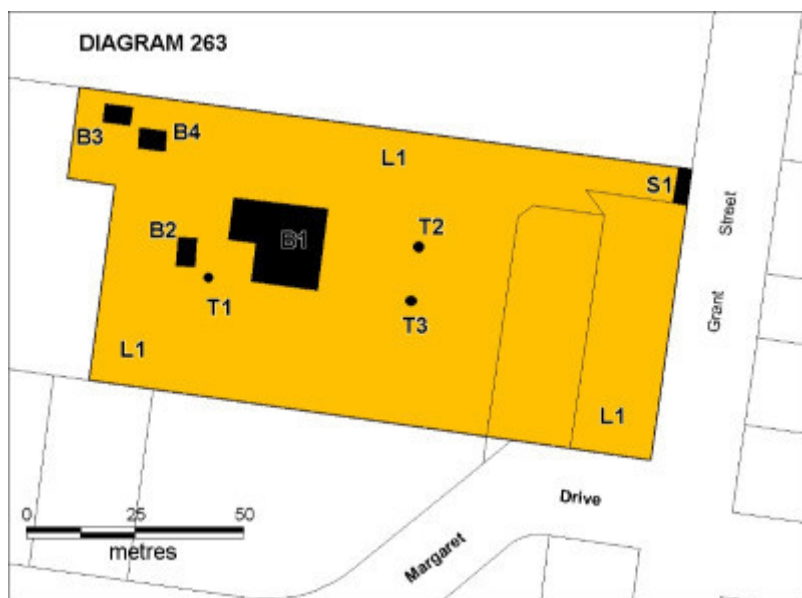 DIAGRAM 263
B3
B4
L1
S1
Street
B2
B1
T2
T1
T3
Grant
L1
L1
Drive
Margaret
0 25 50
metres